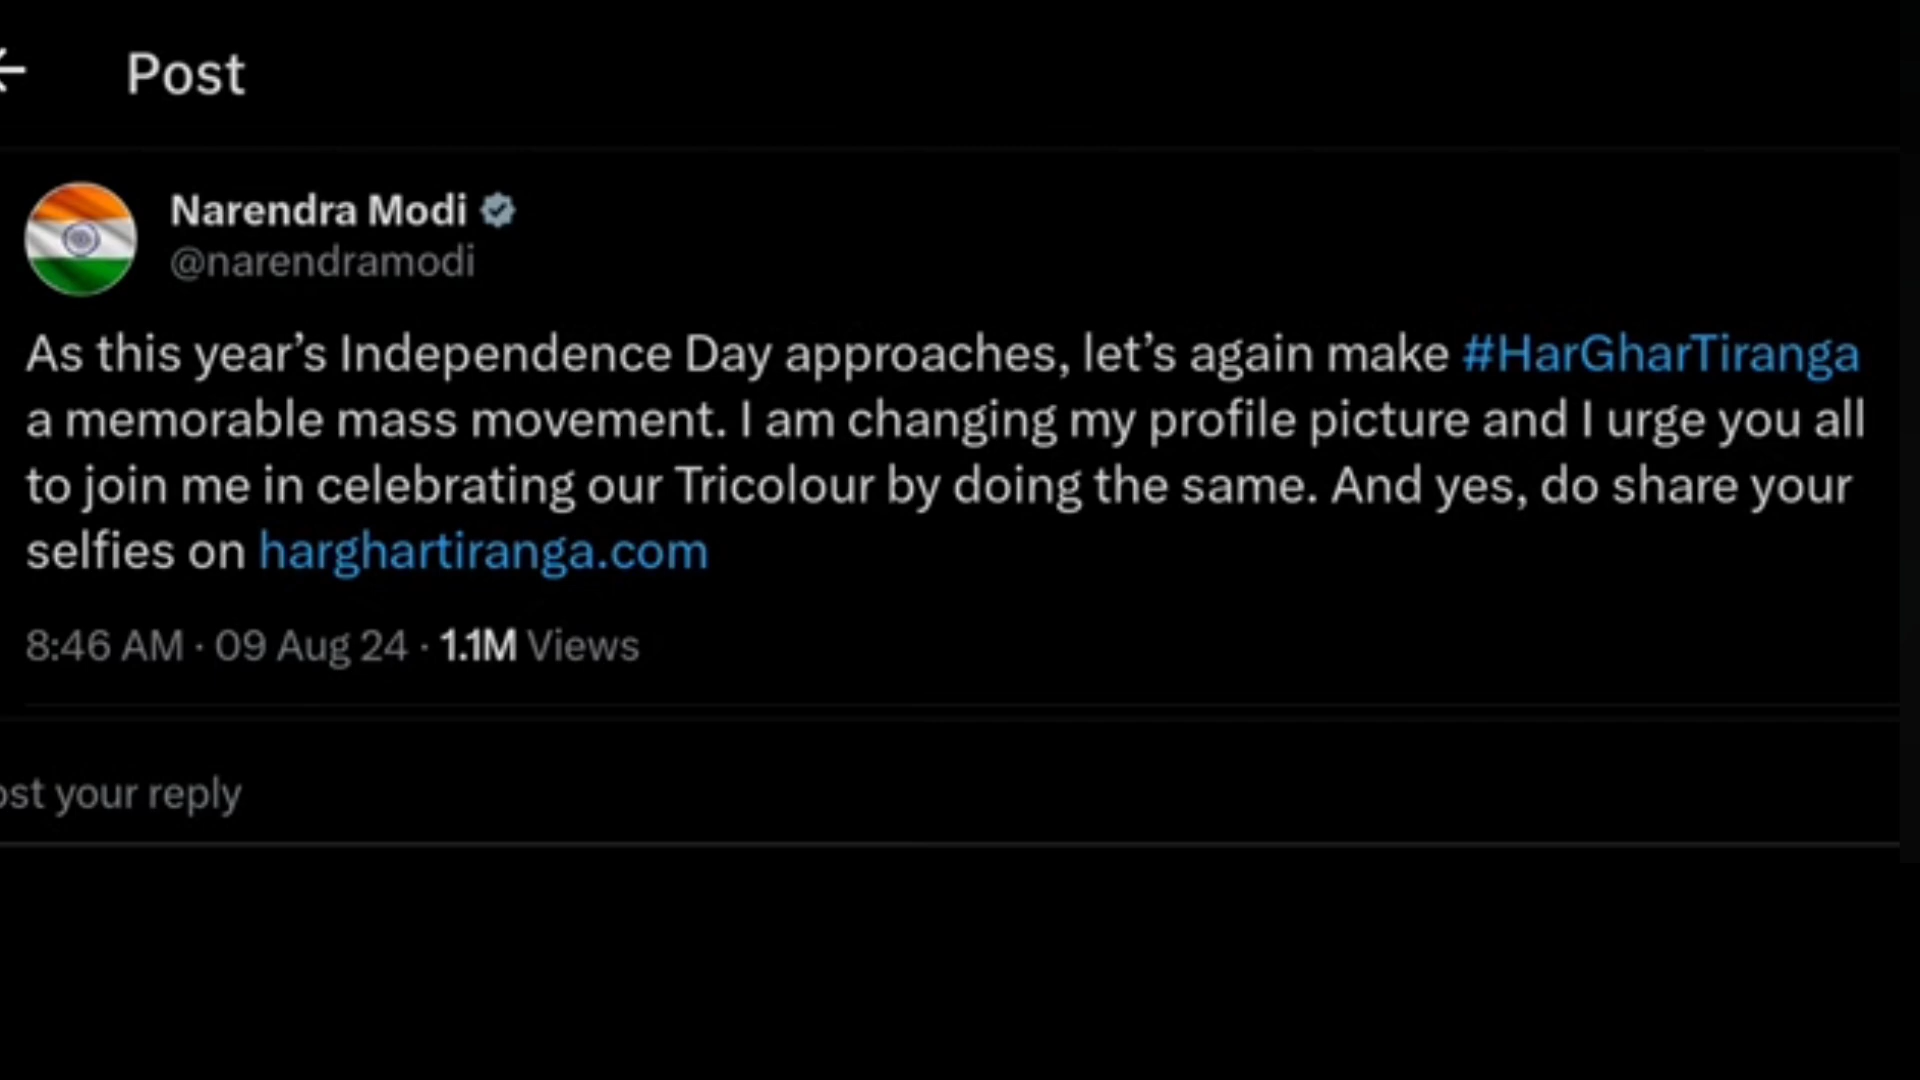 Post
Narendra Modi
@narendramodi
As this year’s Independence Day approaches, let’s again make #HarGharTiranga
a memorable mass movement. I am changing my profile picture and I urge you all
to join me in celebrating our Tricolour by doing the same. And yes, do share your
selfies on harghartiranga.com
8:46 AM · 09 Aug 24 · 1.1M Views
ost your reply